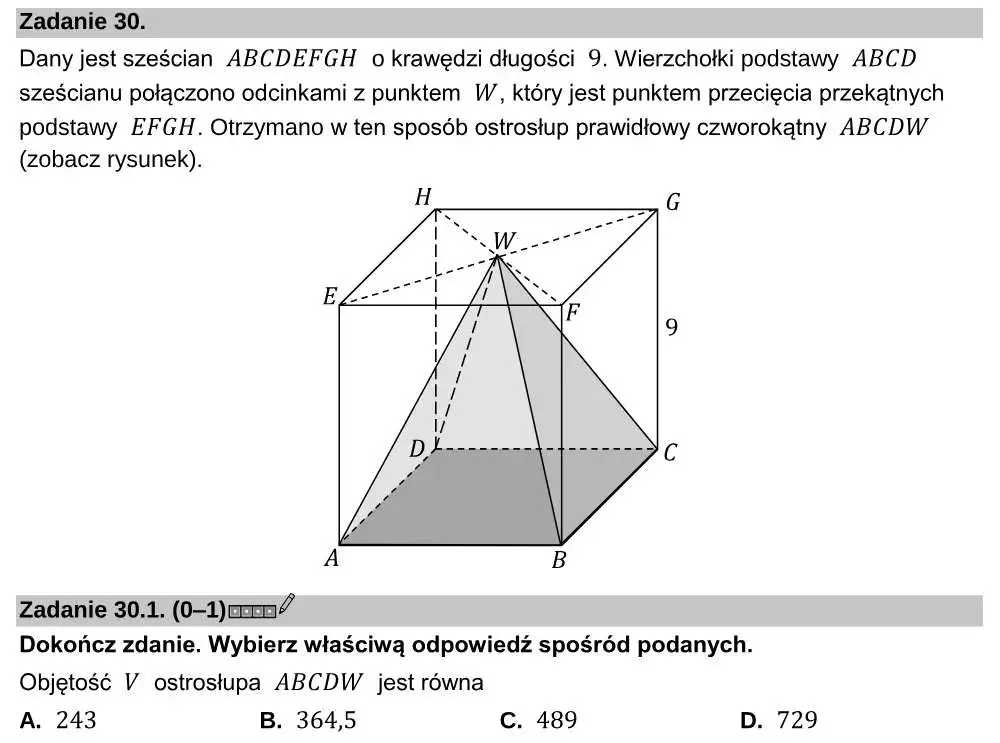 Zadanie 30.
Dany jest sześcian ABCDEFGH o krawędzi długości 9. Wierzchołki podstawy ABCD
sześcianu połączono odcinkami z punktem W, który jest punktem przecięcia przekątnych
podstawy EFGH. Otrzymano w ten sposób ostrosłup prawidłowy czworokątny ABCDW
(zobacz rysunek).
H
G
W
E
F
9
D
C
A
B
Zadanie 30.1. (0–1)
Dokończ zdanie. Wybierz właściwą odpowiedź spośród podanych.
Objętość V ostrosłupa ABCDW jest równa
A. 243 B. 364,5 C. 489 D. 729